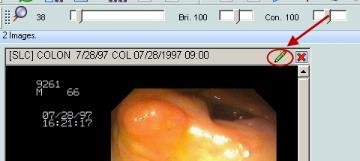 38 Bri. 100 Con. 100
2 Images.
[SLC] COLON 7/28/97 COL 07/28/1997 09:00
9261
M 66
07/28/97
16:21:17